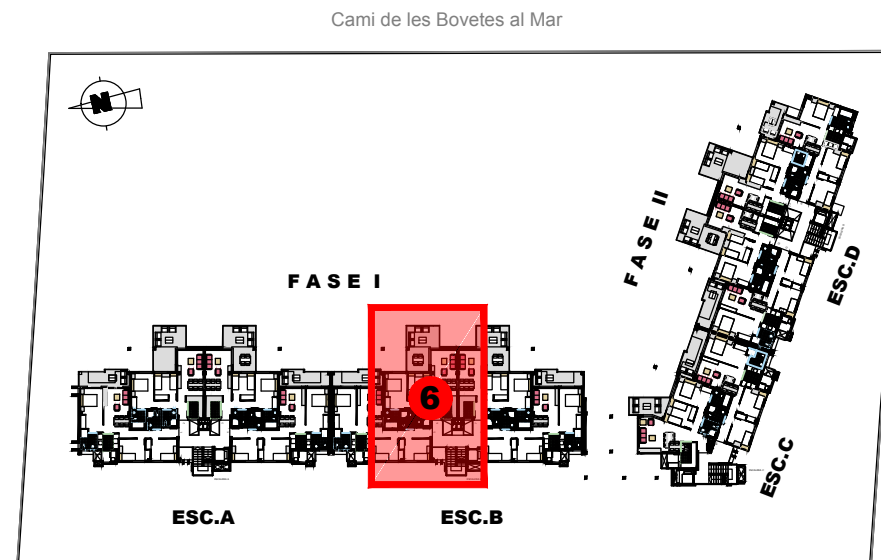 Cami de les Bovetes al Mar
N
FASE I
FASE II
ESC.D
6
ESC.C
ESC.A
ESC.B